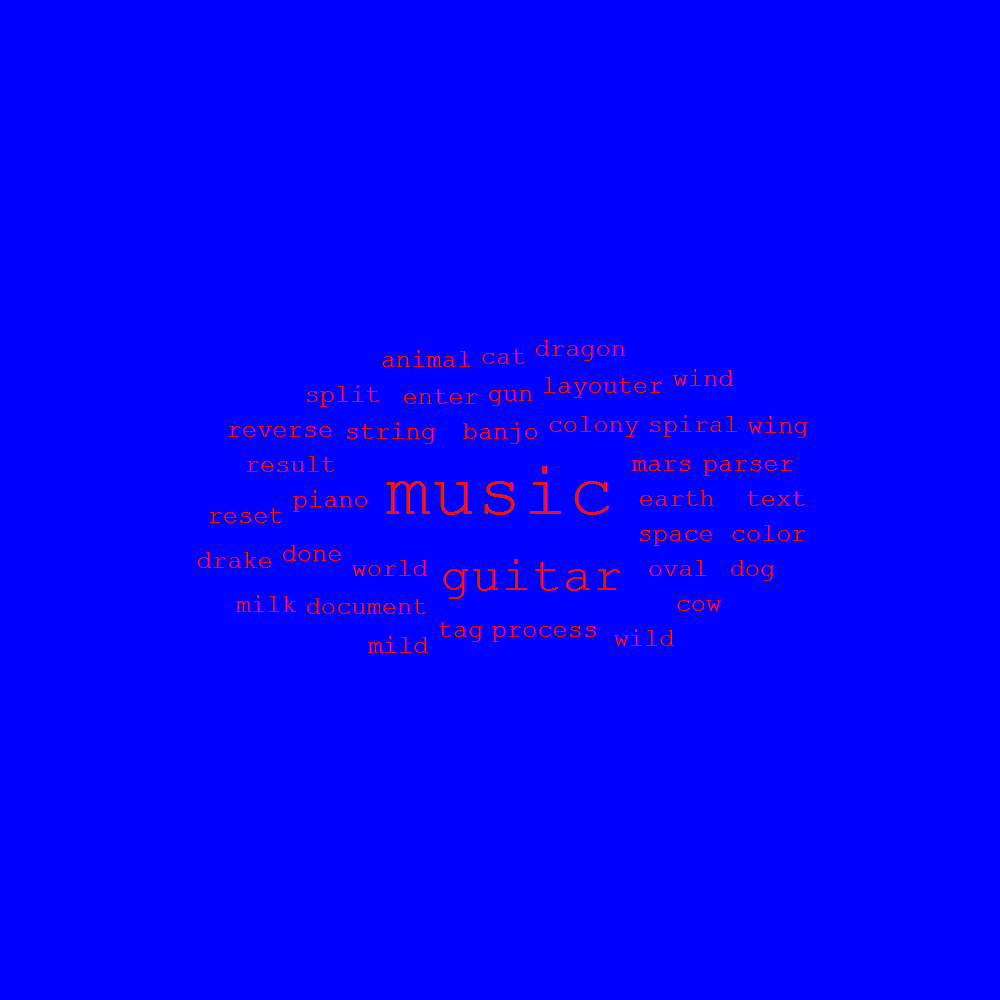 animal cat dragon
split enter gun layouter wind
reverse string banjo colony spiral wing
result mars parser
reset piano music earth text
space color
drake done world guitar oval dog
milk document cow
mild tag process wild